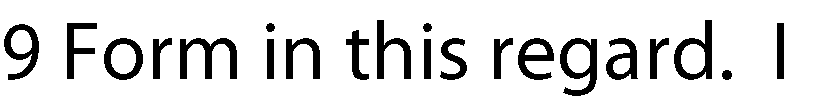 9 Form in this regard.  I